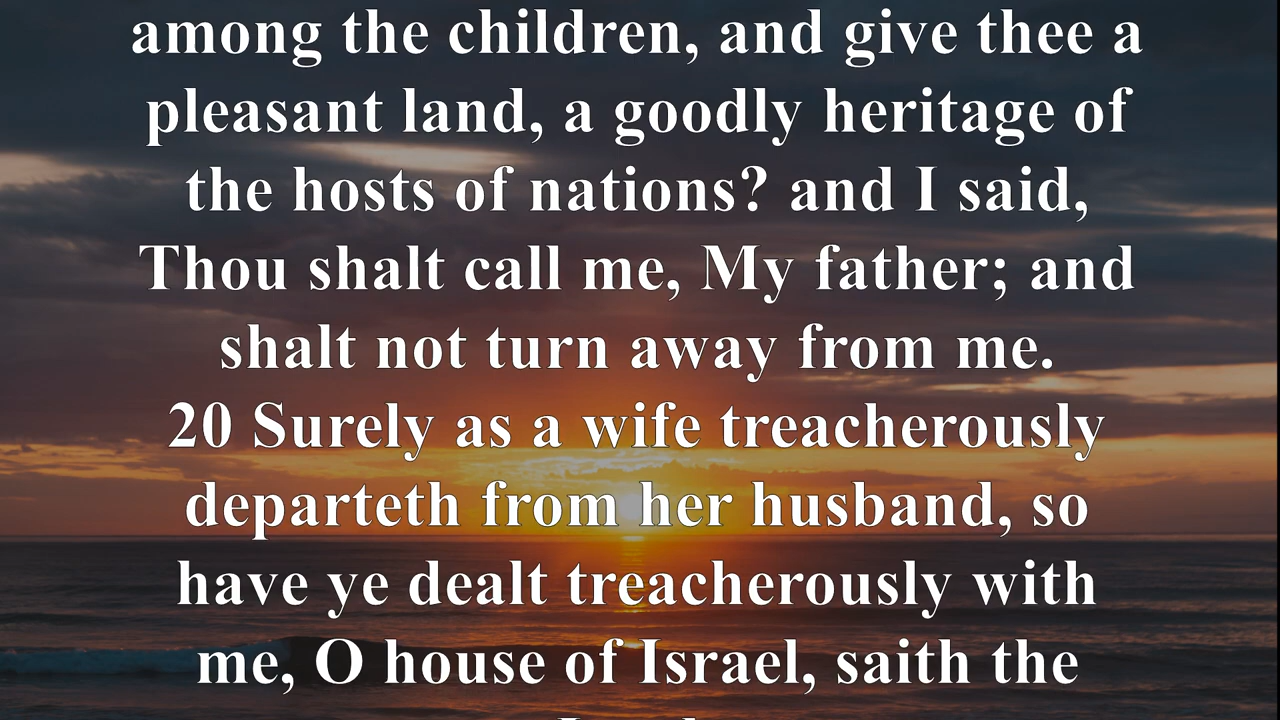 among the children, and give thee a
pleasant land, a goodly heritage of
the hosts of nations? and I said,
Thou shalt call me, My father; and
shalt not turn away from me.
20 Surely as a wife treacherously
departeth from her husband, so
have ye dealt treacherously with
me, O house of Israel, saith the